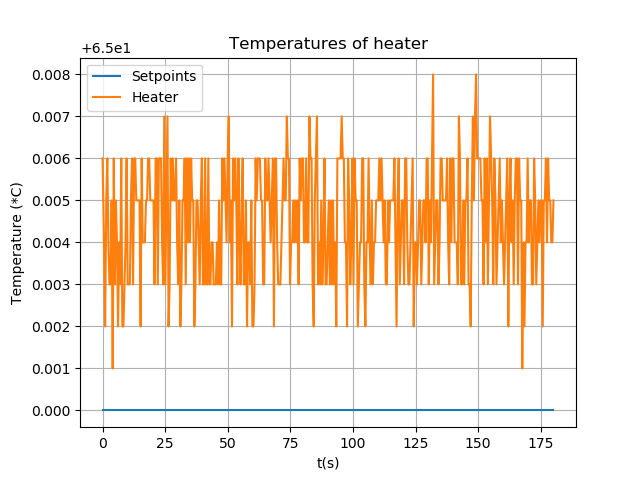 Temperatures of heater
+6.5e1
Setpoints
Heater
0.008
0.007
0.006
0.005
0.004
0.003
0.002
0.001
0.000
Temperature (*C)
0 25 50 75 100 125 150 175
t(s)